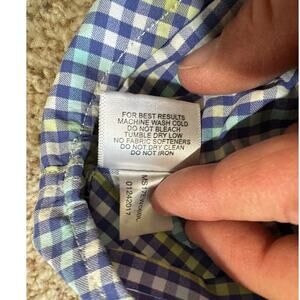 FOR BEST RESULTS
MACHINE WASH COLD
DO NOT BLEACH
TUMBLE DRY LOW
NO FABRIC SOFTENERS
DO NOT DRY CLEAN
DO NOT IRON
01242017